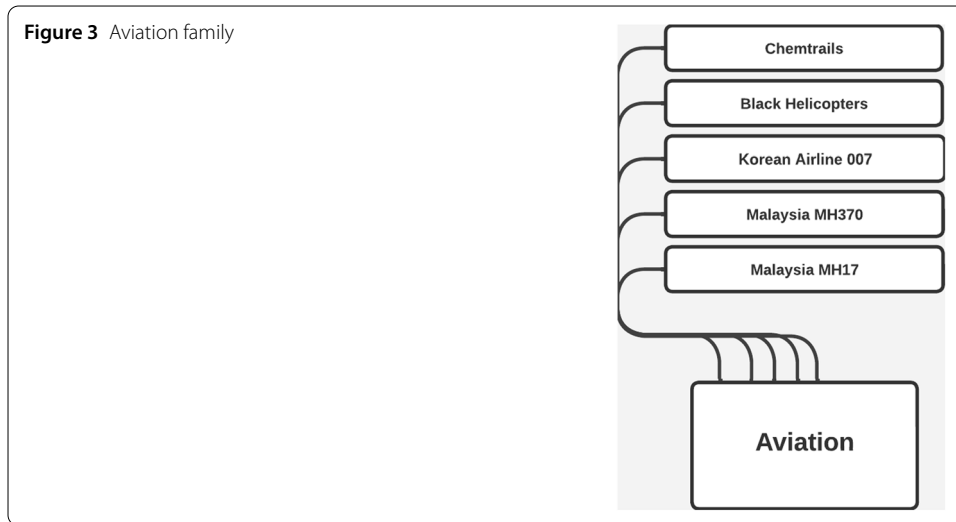 Figure 3 Aviation family
Chemtrails
Black Helicopters
Korean Airline 007
Malaysia MH370
Malaysia MH17
Aviation